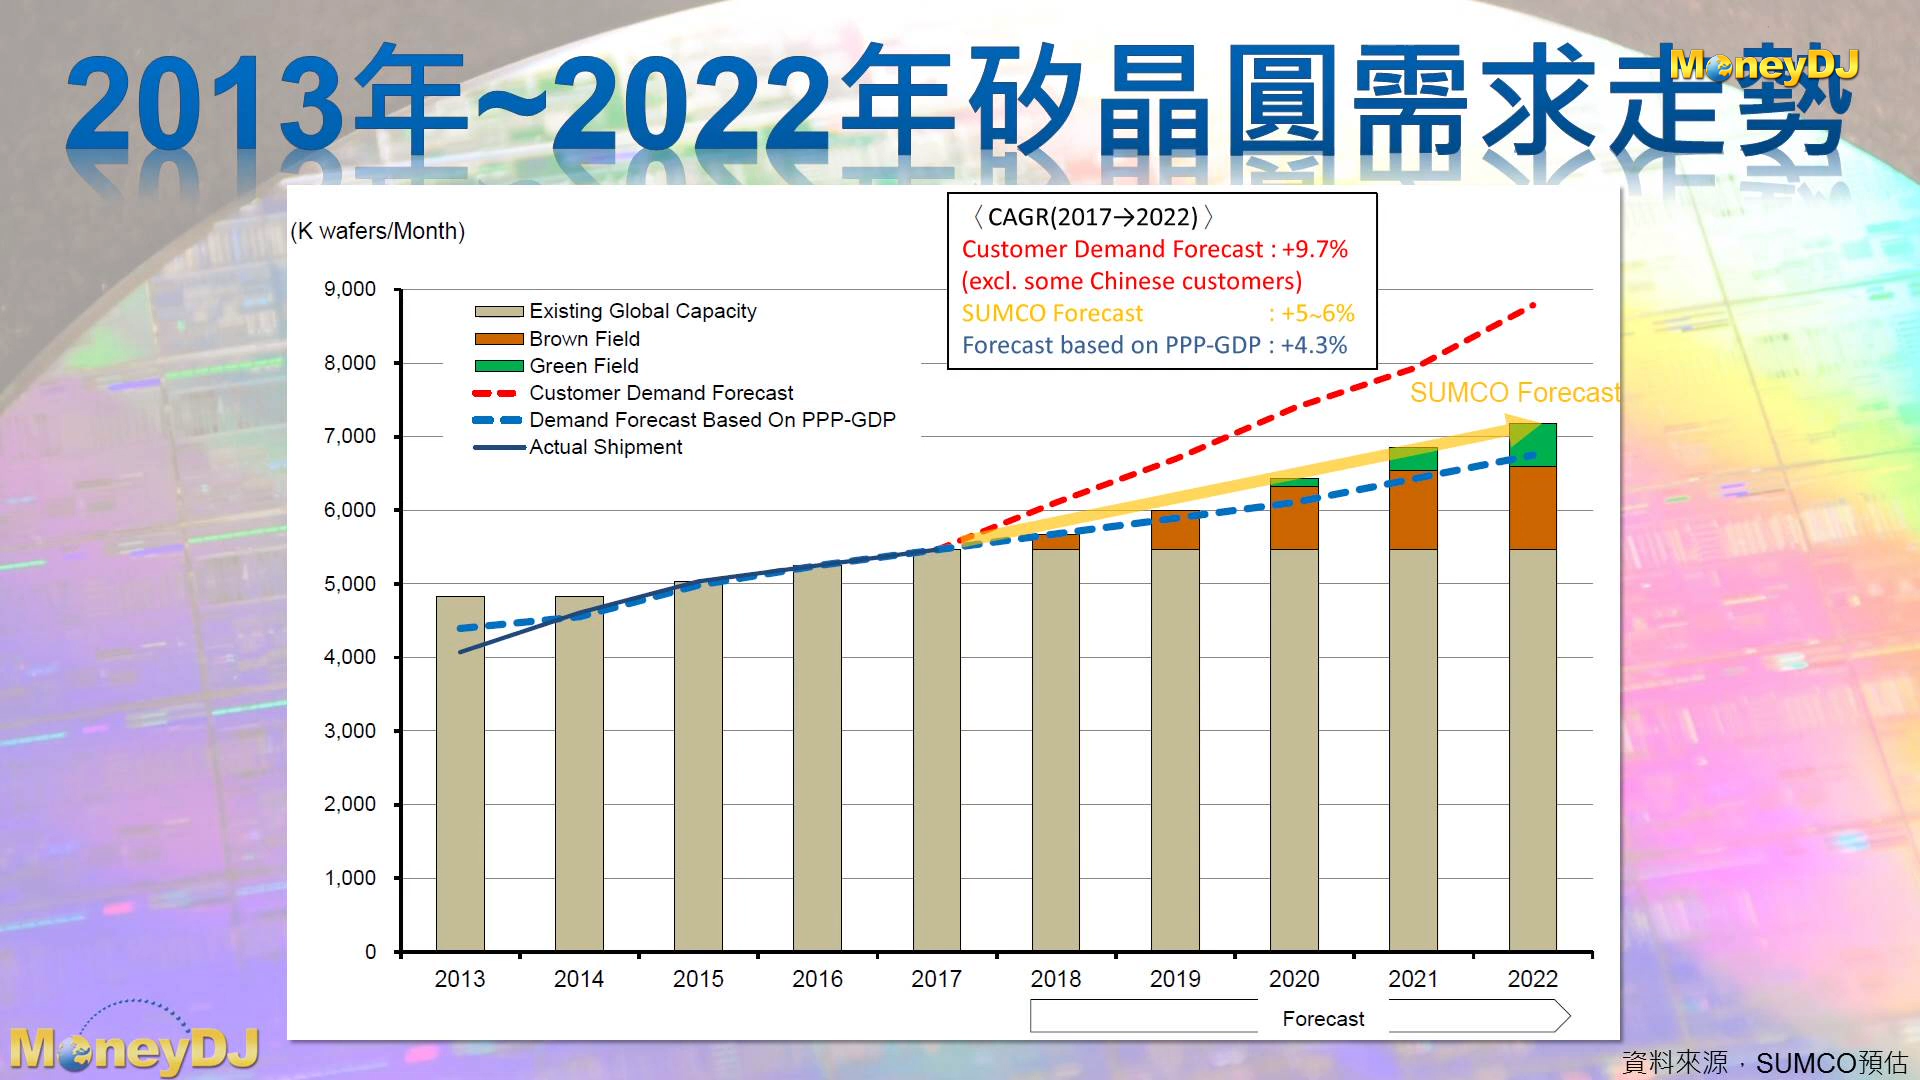 2013年~2022年矽晶圓需求走勢
MoneyDJ
(K wafers/Month)
〈CAGR(2017→2022)〉
Customer Demand Forecast : +9.7%
(excl. some Chinese customers)
SUMCO Forecast : +5~6%
Forecast based on PPP-GDP : +4.3%
9,000
8,000
7,000
6,000
5,000
4,000
3,000
2,000
1,000
0
Existing Global Capacity
Brown Field
Green Field
Customer Demand Forecast
Demand Forecast Based On PPP-GDP
Actual Shipment
SUMCO Forecast
2013 2014 2015 2016 2017 2018 2019 2020 2021 2022
Forecast
MoneyDJ
資料來源，SUMCO預估